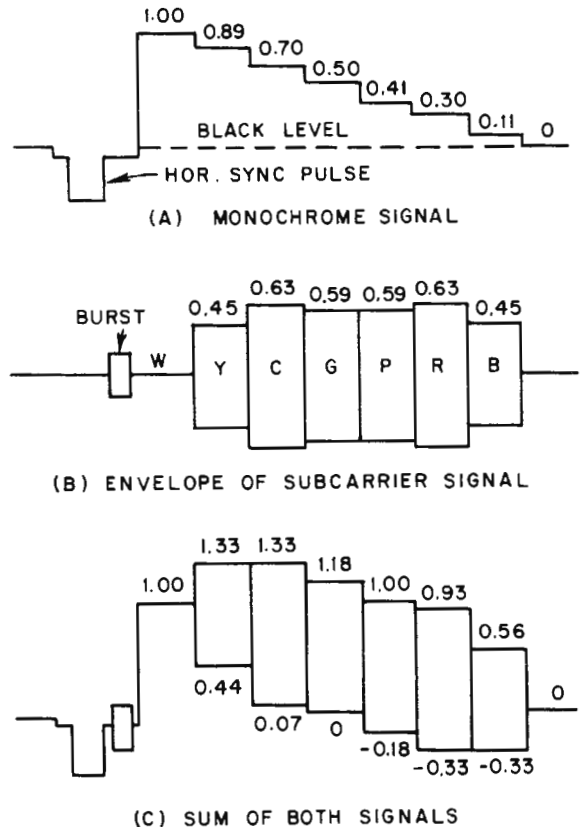 1.00
0.89
0.70
0.50
0.41
0.30
0.11
0
BLACK LEVEL
HOR. SYNC PULSE
(A) MONOCHROME SIGNAL
BURST
W
0.45
0.63
0.59
0.59
0.63
0.45
Y
C
G
P
R
B
(B) ENVELOPE OF SUBCARRIER SIGNAL
1.00
1.33
1.33
1.18
1.00
0.93
0.56
0
0.44
0.07
0
-0.18
-0.33
-0.33
(C) SUM OF BOTH SIGNALS